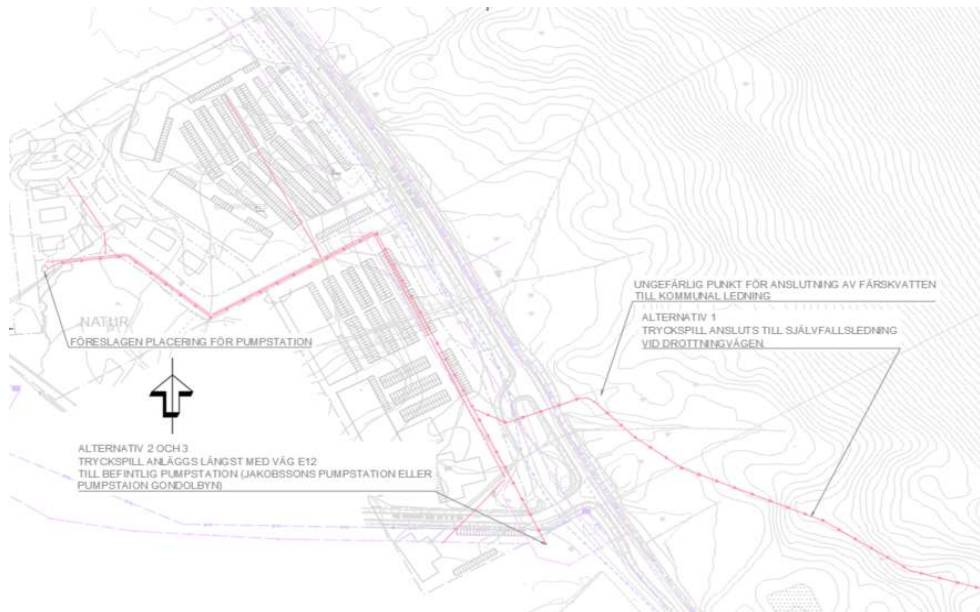 UNGEFÄRLIG PUNKT FÖR ANSLUTNING AV FÄRSKVATTEN
TILL KOMMUNAL LEDNING
ALTERNATIV 1
TRYCKSPILL ANSLUTS TILL SJÄLVFALLSLEDNING
VID DROTTNINGVÄGEN.
NATUR
FÖRESLAGEN PLACERING FÖR PUMPSTATION
ALTERNATIV 2 OCH 3
TRYCKSPILL ANLÄGGS LÄNGST MED VÄG E12
TILL BEFINTLIG PUMPSTATION (JAKOBSSONS PUMPSTATION ELLER
PUMPSTAION GONDOLBYN)